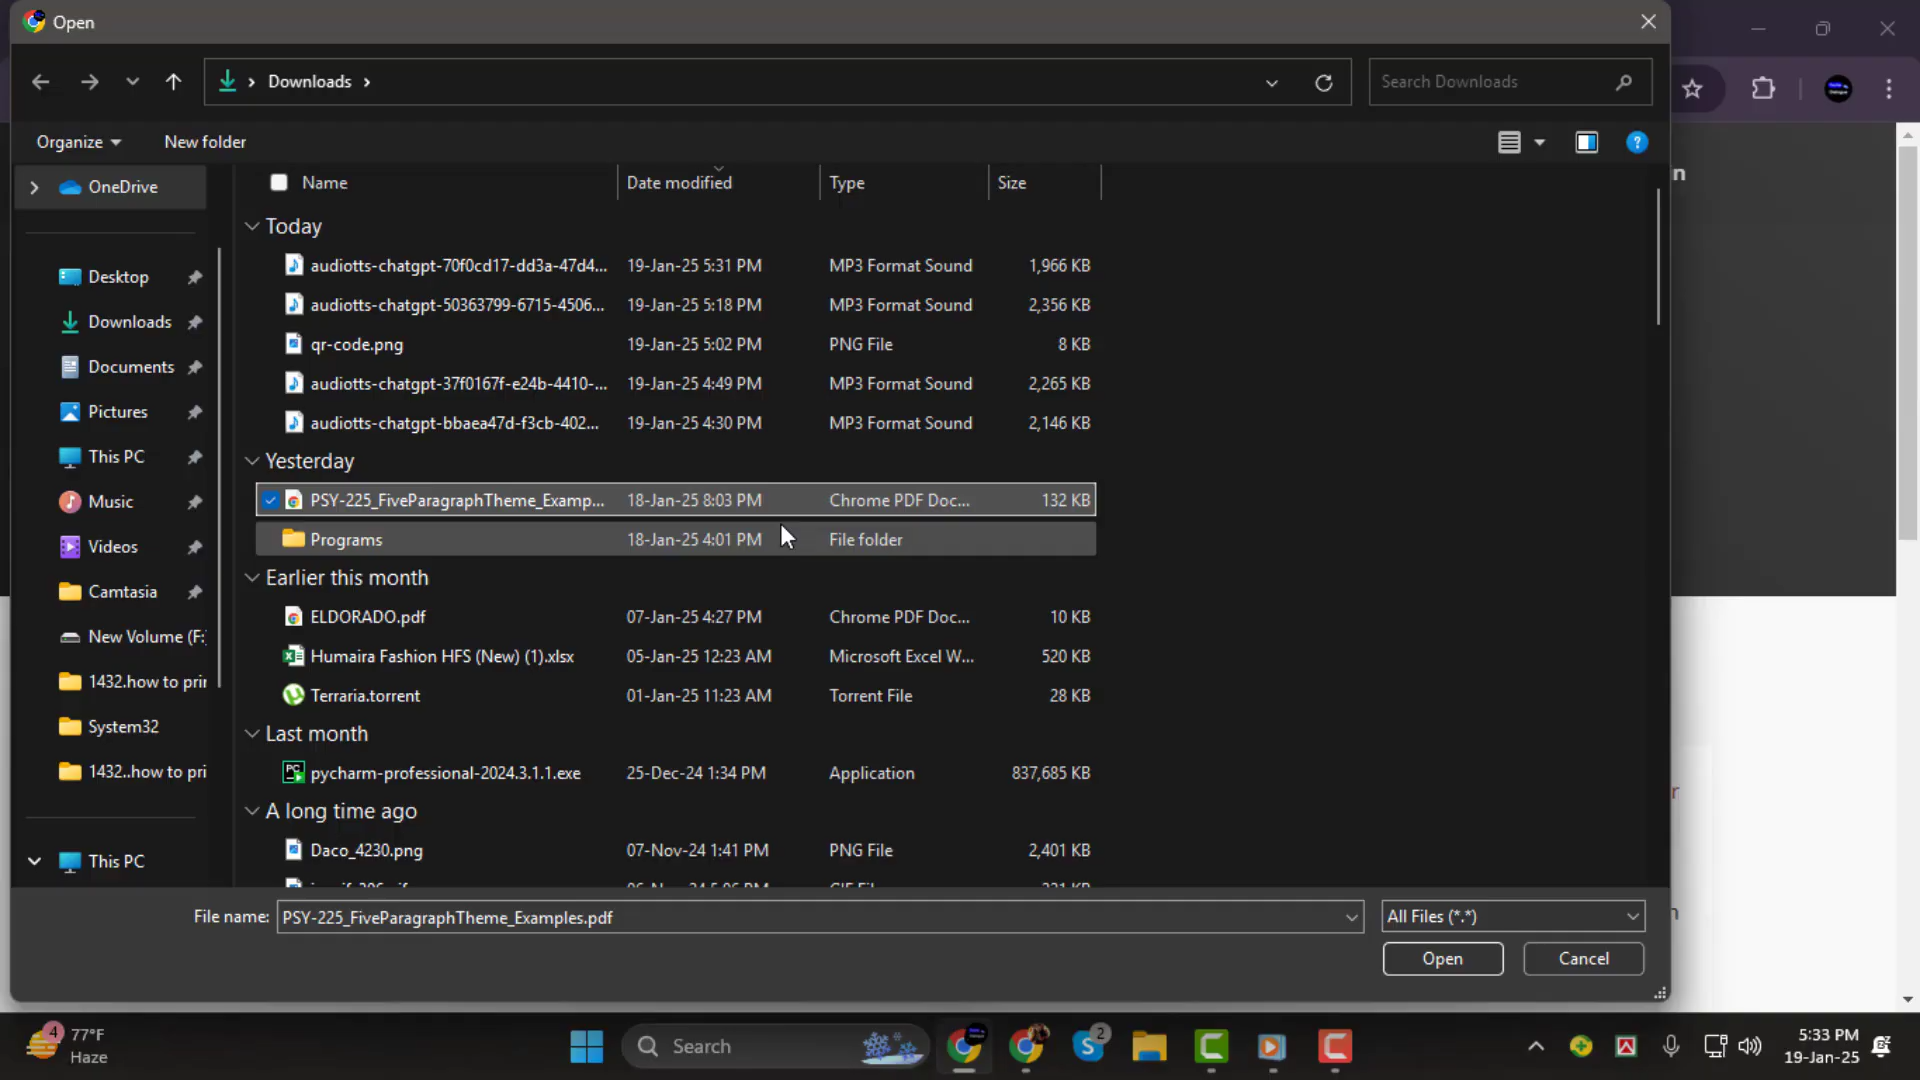 Open
Downloads
Search Downloads
Organize
New folder
Name
Date modified
Type
Size
OneDrive
Desktop
Downloads
Documents
Pictures
This PC
Music
Videos
Camtasia
New Volume (F:
1432.how to prin
System32
1432..how to pri
This PC
Today
audiotts-chatgpt-70f0cd17-dd3a-47d4... 19-Jan-25 5:31 PM MP3 Format Sound 1,966 KB
audiotts-chatgpt-50363799-6715-4506... 19-Jan-25 5:18 PM MP3 Format Sound 2,356 KB
qr-code.png 19-Jan-25 5:02 PM PNG File 8 KB
audiotts-chatgpt-37f0167f-e24b-4410-... 19-Jan-25 4:49 PM MP3 Format Sound 2,265 KB
audiotts-chatgpt-bbaea47d-f3cb-402... 19-Jan-25 4:30 PM MP3 Format Sound 2,146 KB
Yesterday
PSY-225_FiveParagraphTheme_Examp... 18-Jan-25 8:03 PM Chrome PDF Doc... 132 KB
Programs 18-Jan-25 4:01 PM File folder
Earlier this month
ELDORADO.pdf 07-Jan-25 4:27 PM Chrome PDF Doc... 10 KB
Humaira Fashion HFS (New) (1).xlsx 05-Jan-25 12:23 AM Microsoft Excel W... 520 KB
Terraria.torrent 01-Jan-25 11:23 AM Torrent File 28 KB
Last month
pycharm-professional-2024.3.1.1.exe 25-Dec-24 1:34 PM Application 837,685 KB
A long time ago
Daco_4230.png 07-Nov-24 1:41 PM PNG File 2,401 KB
File name: PSY-225_FiveParagraphTheme_Examples.pdf
All Files (*.*)
Open
Cancel
n
r
n
4
77°F
Haze
Search
2
5:33 PM
19-Jan-25